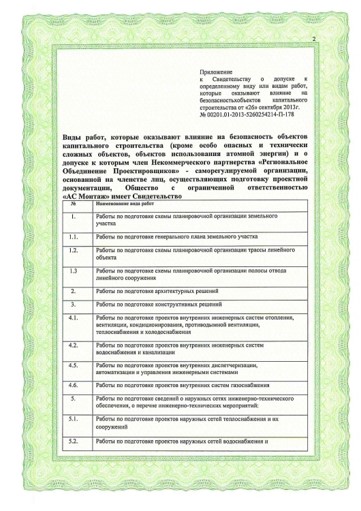 2
Приложение
к Свидетельству о допуске к
определенному виду или видам работ,
которые оказывают влияние на
безопасностьхобъектов капитального
строительства от «26» сентября 2013г.
№ 00201.01-2013-5260254214-П-178
Виды работ, которые оказывают влияние на безопасность объектов
капитального строительства (кроме особо опасных и технически
сложных объектов, объектов использования атомной энергии) и о
допуске к которым член Некоммерческого партнерства «Региональное
Объединение Проектировщиков» - саморегулируемой организации,
основанной на членстве лиц, осуществляющих подготовку проектной
документации, Общество с ограниченной ответственностью
«АС Монтаж» имеет Свидетельство
№ Наименование вида работ
1. Работы по подготовке схемы планировочной организации земельного
участка
1.1. Работы по подготовке генерального плана земельного участка
1.2. Работы по подготовке схемы планировочной организации трассы линейного
объекта
1.3 Работы по подготовке схемы планировочной организации полосы отвода
линейного сооружения
2. Работы по подготовке архитектурных решений
3. Работы по подготовке конструктивных решений
4.1. Работы по подготовке проектов внутренних инженерных систем отопления,
вентиляции, кондиционирования, противодымной вентиляции,
теплоснабжения и холодоснабжения
4.2. Работы по подготовке проектов внутренних инженерных систем
водоснабжения и канализации
4.5. Работы по подготовке проектов внутренних диспетчеризации,
автоматизации и управления инженерными системами
4.6. Работы по подготовке проектов внутренних систем газоснабжения
5. Работы по подготовке сведений о наружных сетях инженерно-технического
обеспечения, о перечне инженерно-технических мероприятий:
5.1. Работы по подготовке проектов наружных сетей теплоснабжения и их
сооружений
5.2. Работы по подготовке проектов наружных сетей водоснабжения и